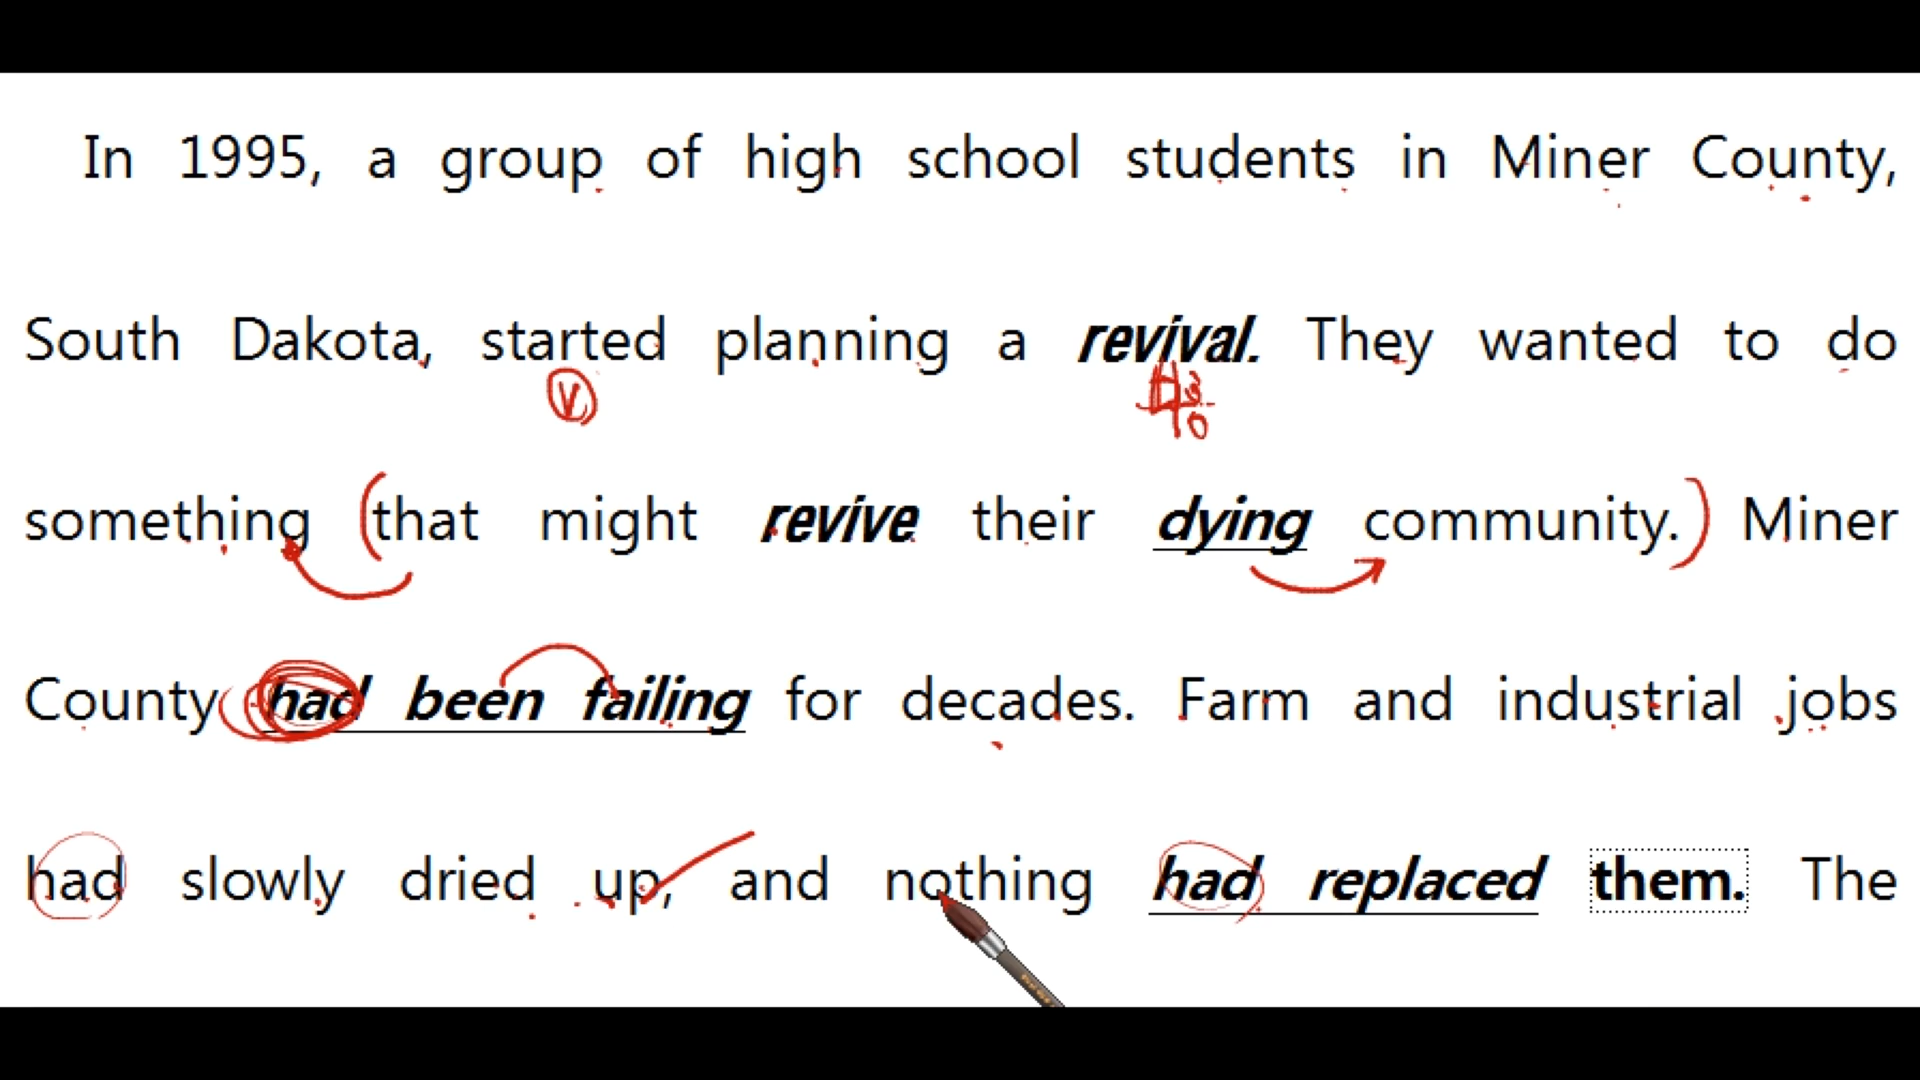 In 1995, a group of high school students in Miner County,
South Dakota, started planning a revival. They wanted to do
V
something (that might revive their dying community.) Miner
County had been failing for decades. Farm and industrial jobs
had slowly dried up, and nothing had replaced them. The